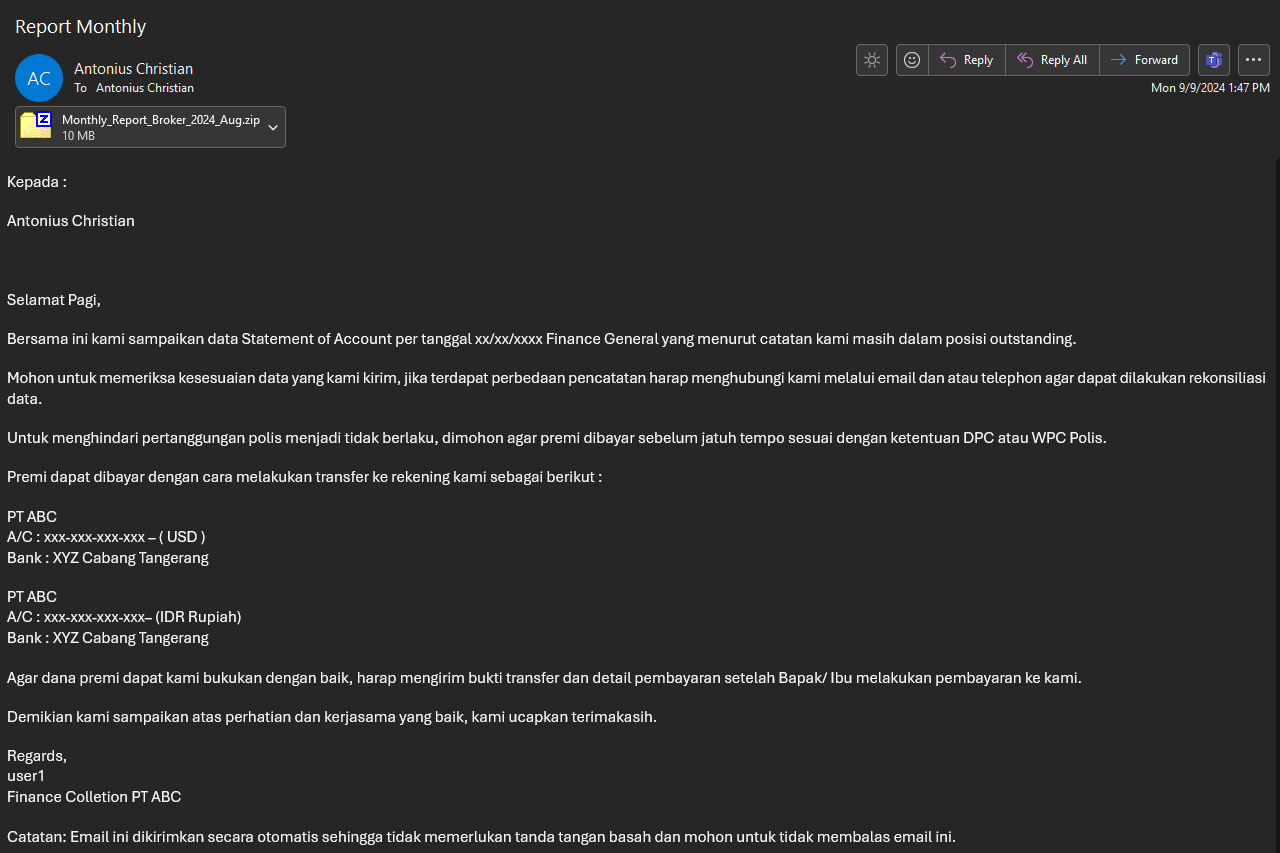 Report Monthly
AC
Antonius Christian
To Antonius Christian
Reply
Reply All
Forward
Mon 9/9/2024 1:47 PM
Monthly_Report_Broker_2024_Aug.zip
10 MB
Kepada :
Antonius Christian
Selamat Pagi,
Bersama ini kami sampaikan data Statement of Account per tanggal xx/xx/xxxx Finance General yang menurut catatan kami masih dalam posisi outstanding.
Mohon untuk memeriksa kesesuaian data yang kami kirim, jika terdapat perbedaan pencatatan harap menghubungi kami melalui email dan atau telephon agar dapat dilakukan rekonsiliasi
data.
Untuk menghindari pertanggungan polis menjadi tidak berlaku, dimohon agar premi dibayar sebelum jatuh tempo sesuai dengan ketentuan DPC atau WPC Polis.
Premi dapat dibayar dengan cara melakukan transfer ke rekening kami sebagai berikut :
PT ABC
A/C : xxx-xxx-xxx-xxx – ( USD )
Bank : XYZ Cabang Tangerang
PT ABC
A/C : xxx-xxx-xxx-xxx– (IDR Rupiah)
Bank : XYZ Cabang Tangerang
Agar dana premi dapat kami bukukan dengan baik, harap mengirim bukti transfer dan detail pembayaran setelah Bapak/ Ibu melakukan pembayaran ke kami.
Demikian kami sampaikan atas perhatian dan kerjasama yang baik, kami ucapkan terimakasih.
Regards,
user1
Finance Colletion PT ABC
Catatan: Email ini dikirimkan secara otomatis sehingga tidak memerlukan tanda tangan basah dan mohon untuk tidak membalas email ini.